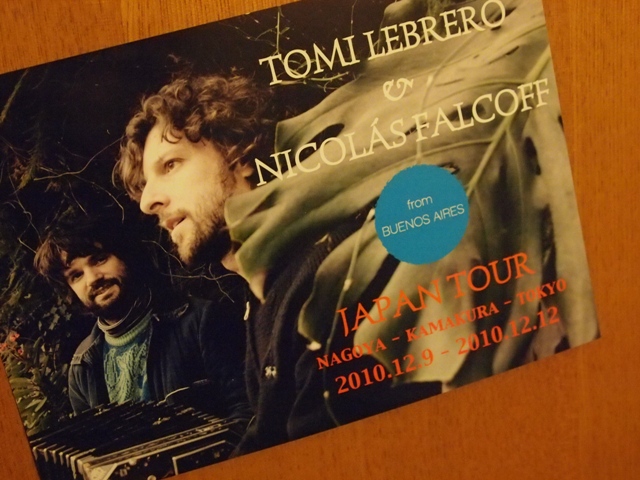 TOMI LEBRERO
&
NICOLÁS FALCOFF
from
BUENOS AIRES
JAPAN TOUR
NAGOYA - KAMAKURA - TOKYO
2010.12.9 - 2010.12.12